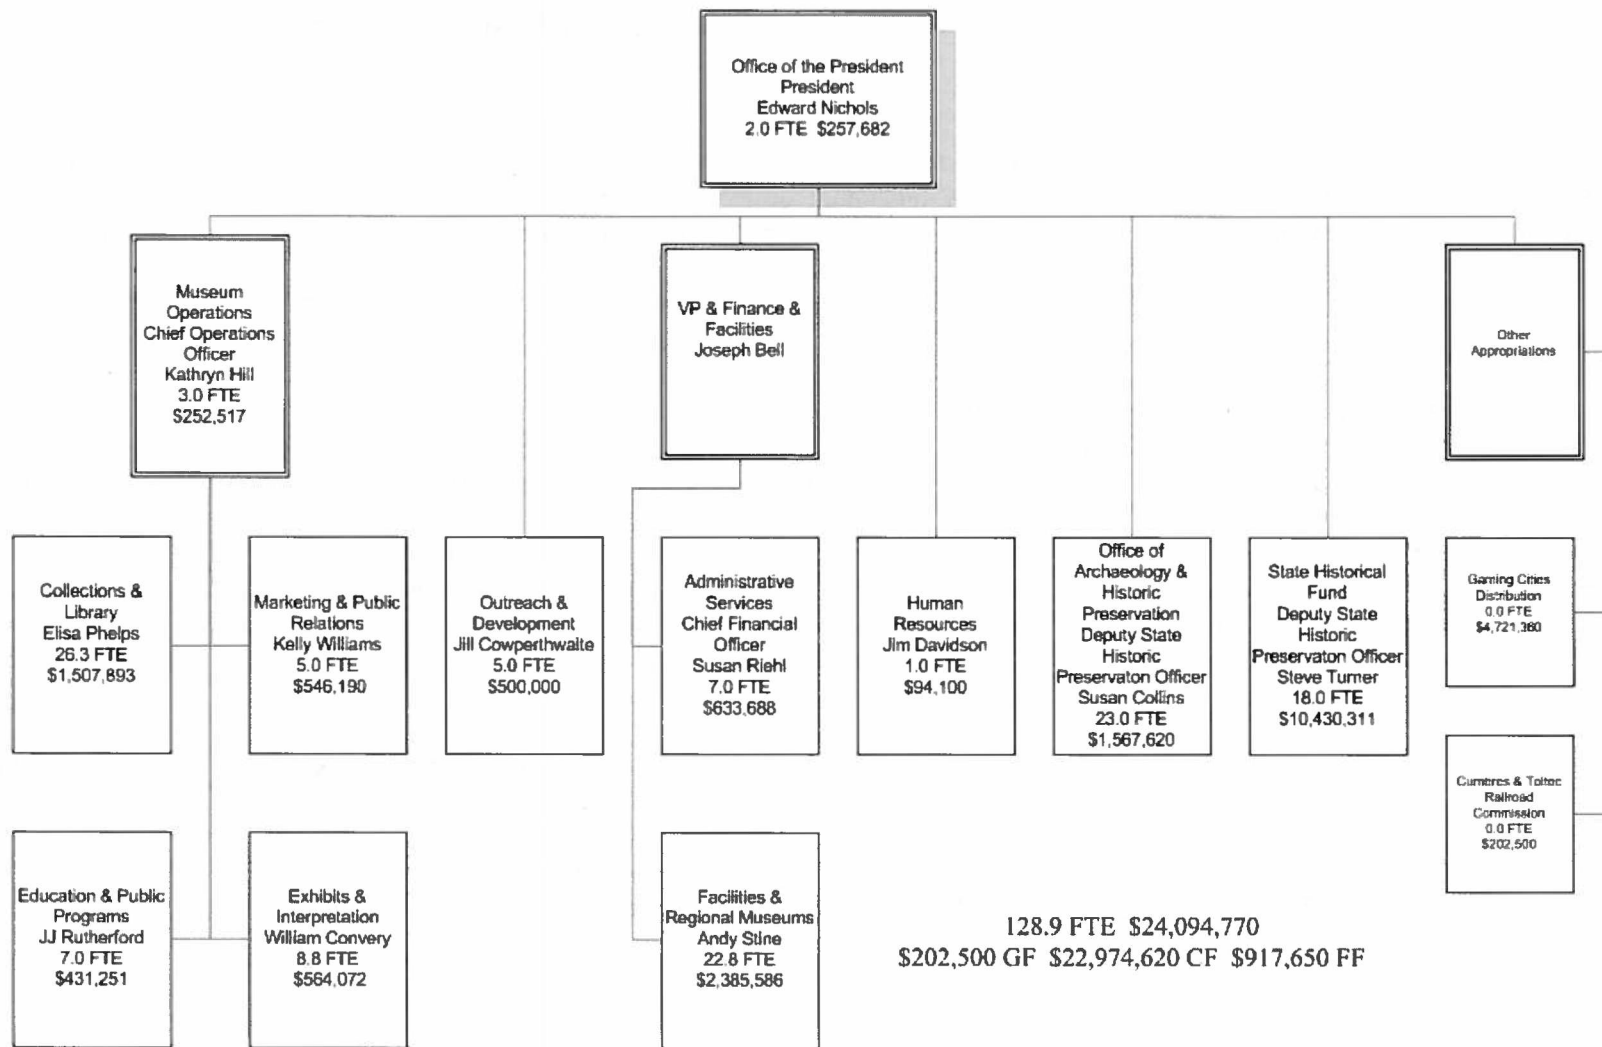 Office of the President
President
Edward Nichols
2.0 FTE $257,682
Museum
Operations
Chief Operations
Officer
Kathryn Hill
3.0 FTE
$252,517
VP & Finance &
Facilities
Joseph Bell
Other
Appropriations
Collections &
Library
Elisa Phelps
26.3 FTE
$1,507,893
Marketing & Public
Relations
Kelly Williams
5.0 FTE
$546,190
Outreach &
Development
Jill Cowperthwaite
5.0 FTE
$500,000
Administrative
Services
Chief Financial
Officer
Susan Riehl
7.0 FTE
$633,688
Human
Resources
Jim Davidson
1.0 FTE
$94,100
Office of
Archaeology &
Historic
Preservation
Deputy State
Historic
Preservaton Officer
Susan Collins
23.0 FTE
$1,567,620
State Historical
Fund
Deputy State
Historic
Preservaton Officer
Steve Turner
18.0 FTE
$10,430,311
Gaming Cities
Distribution
0.0 FTE
$4,721,360
Cumbres & Toltec
Railroad
Commission
0.0 FTE
$202,500
Education & Public
Programs
JJ Rutherford
7.0 FTE
$431,251
Exhibits &
Interpretation
William Convery
8.8 FTE
$564,072
Facilities &
Regional Museums
Andy Stine
22.8 FTE
$2,385,586
128.9 FTE $24,094,770
$202,500 GF $22,974,620 CF $917,650 FF